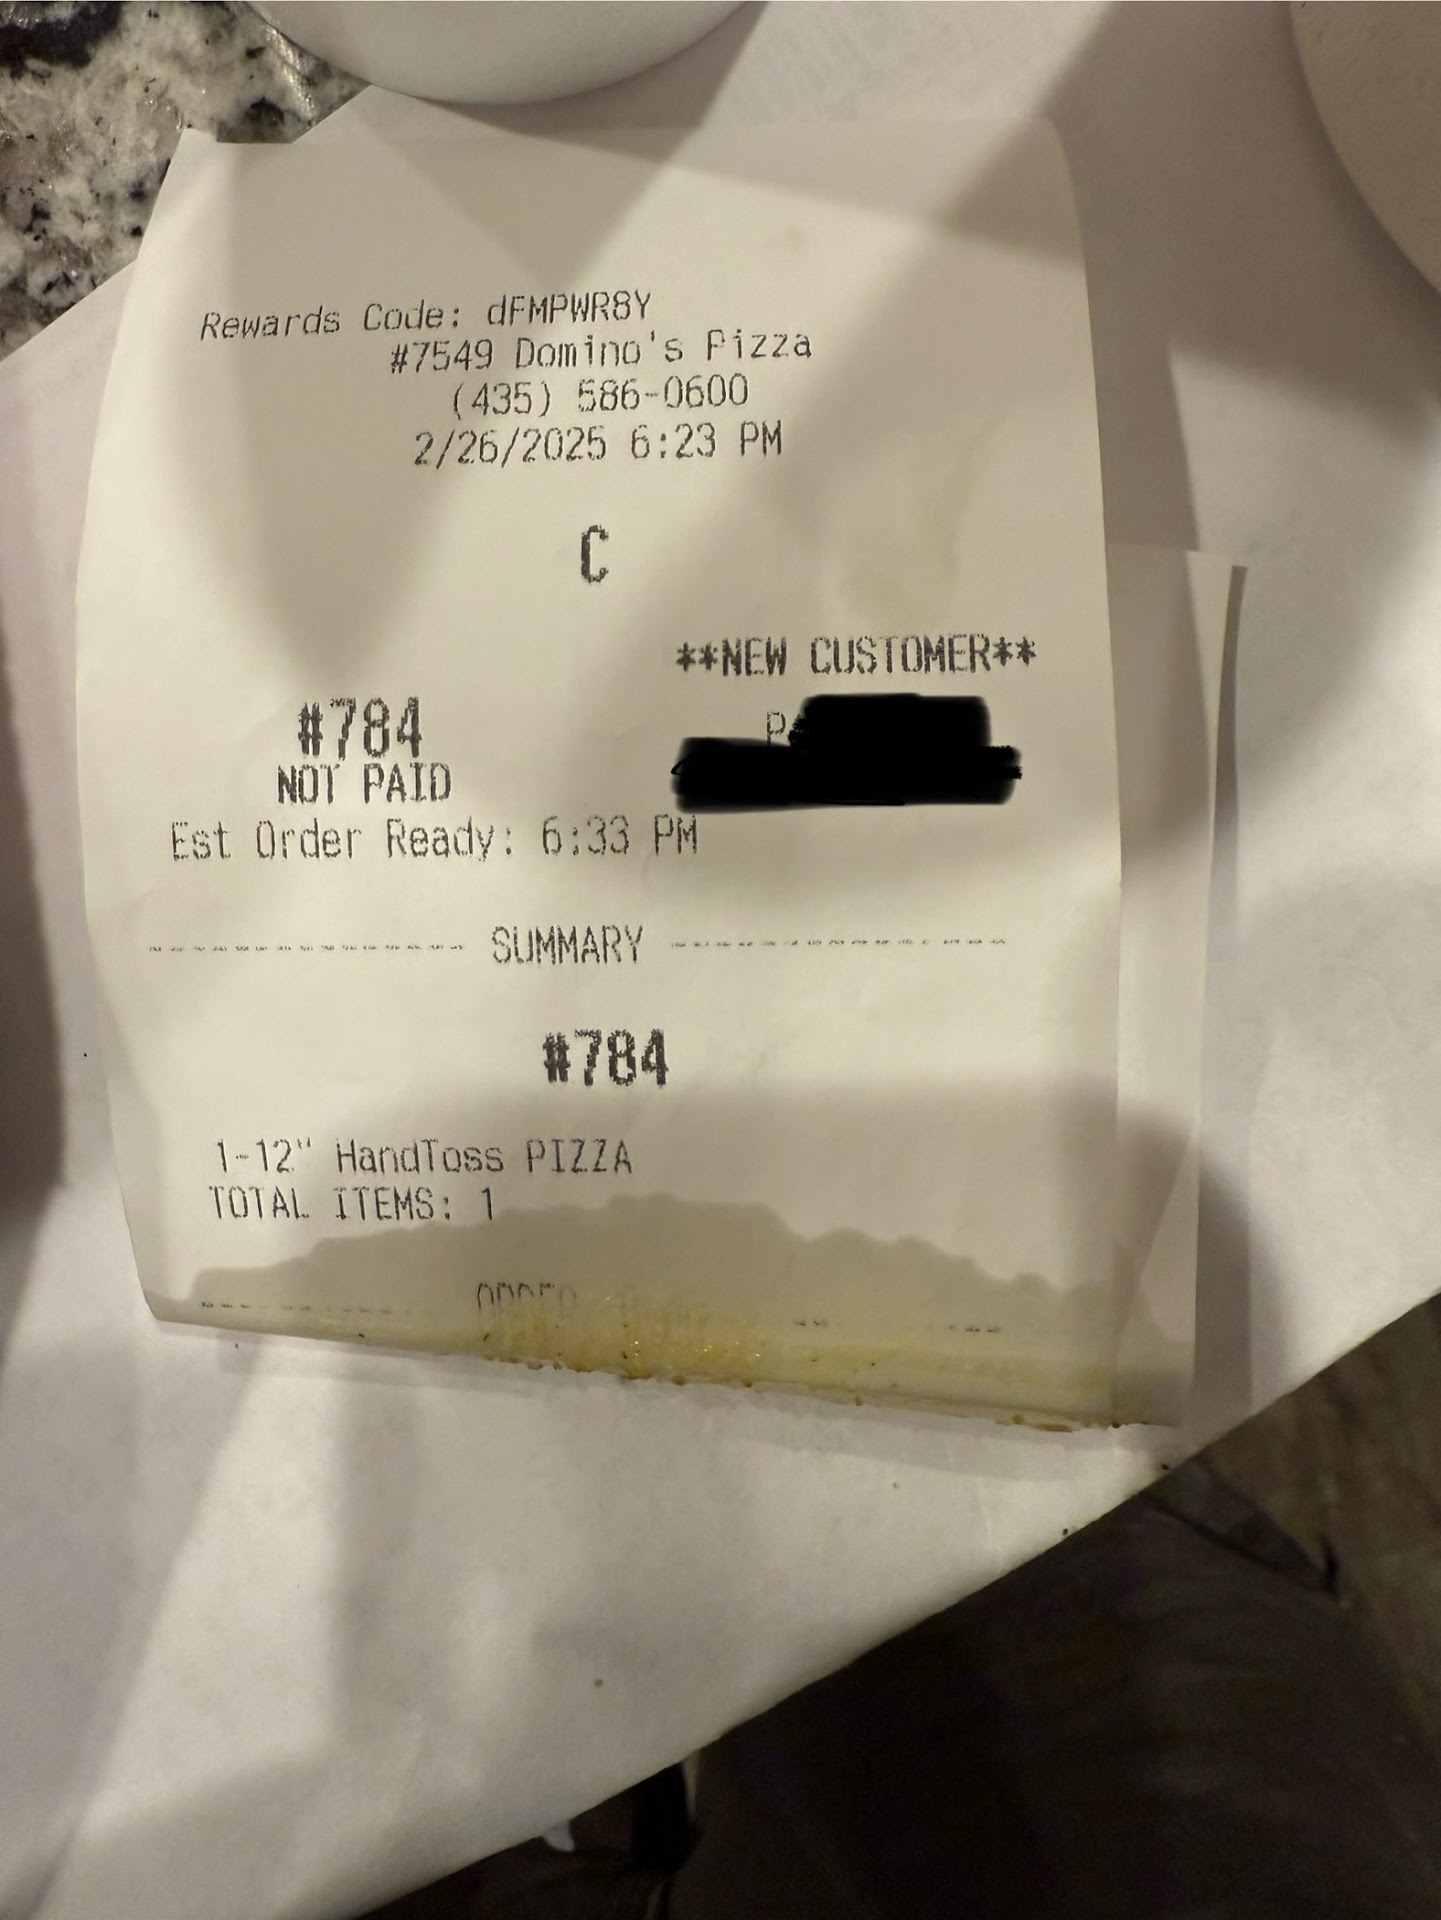 Rewards Code: dFMPWR8Y
#7549 Domino's Pizza
(435) 586-0600
2/26/2025 6:23 PM
C
**NEW CUSTOMER**
#784
NOT PAID
Est Order Ready: 6:33 PM
SUMMARY
#784
1-12" HandToss PIZZA
TOTAL ITEMS: 1